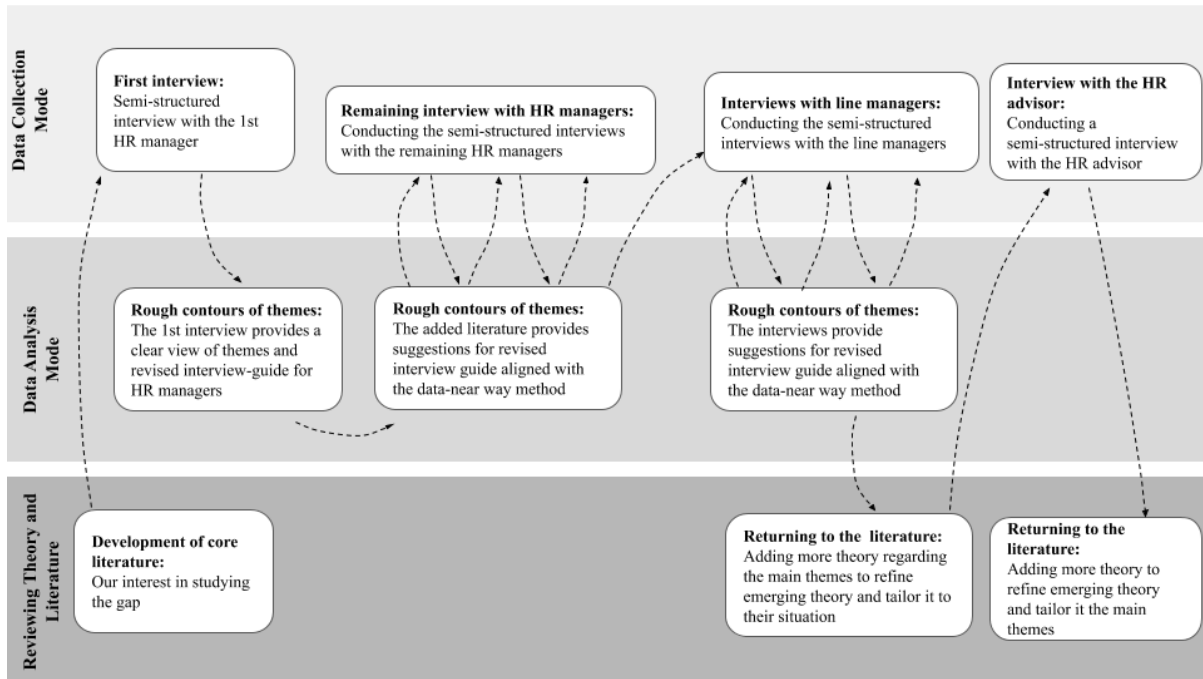 Data Collection
Mode
First interview:
Semi-structured
interview with the 1st
HR manager
Remaining interview with HR managers:
Conducting the semi-structured interviews
with the remaining HR managers
Interviews with line managers:
Conducting the semi-structured
interviews with the line managers
Interview with the HR
advisor:
Conducting a
semi-structured interview
with the HR advisor
Data Analysis
Mode
Rough contours of themes:
The 1st interview provides a
clear view of themes and
revised interview-guide for
HR managers
Rough contours of themes:
The added literature provides
suggestions for revised
interview guide aligned with
the data-near way method
Rough contours of themes:
The interviews provide
suggestions for revised
interview guide aligned with
the data-near way method
Reviewing Theory and
Literature
Development of core
literature:
Our interest in studying
the gap
Returning to the literature:
Adding more theory regarding
the main themes to refine
emerging theory and tailor it to
their situation
Returning to the
literature:
Adding more theory to
refine emerging theory
and tailor it the main
themes